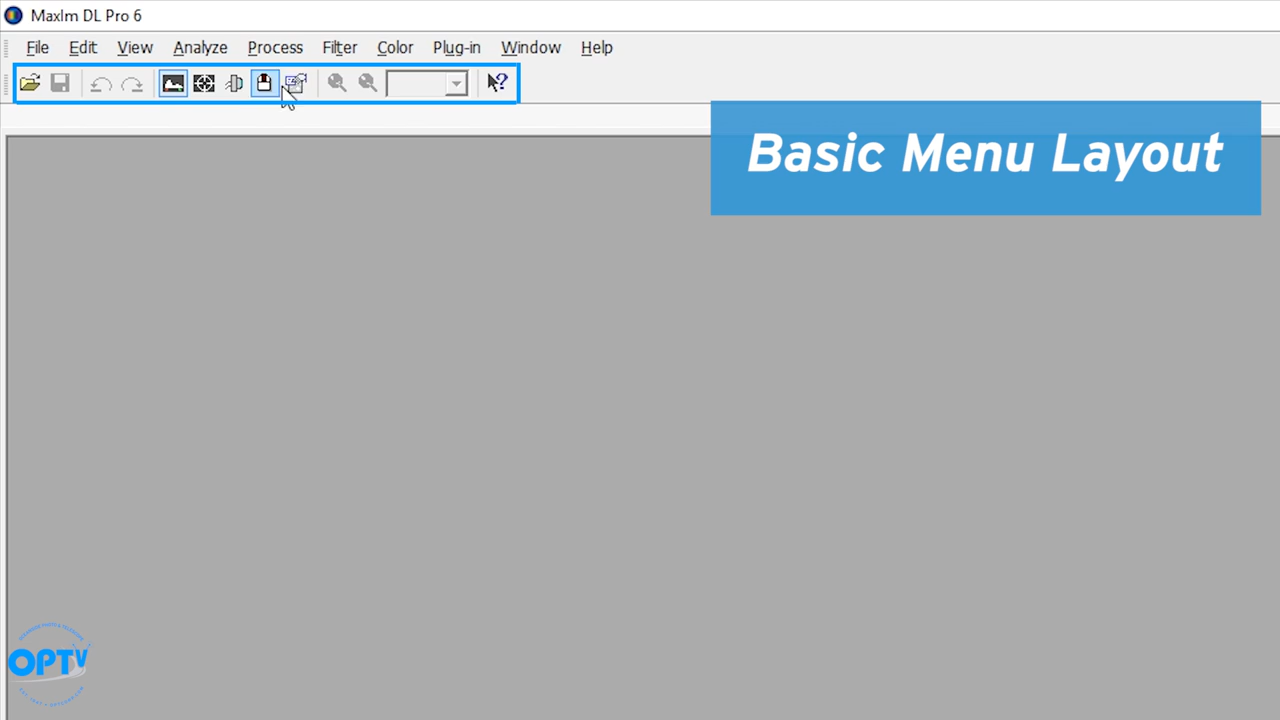 MaxIm DL Pro 6
File Edit View Analyze Process Filter Color Plug-in Window Help
Basic Menu Layout
OPTV